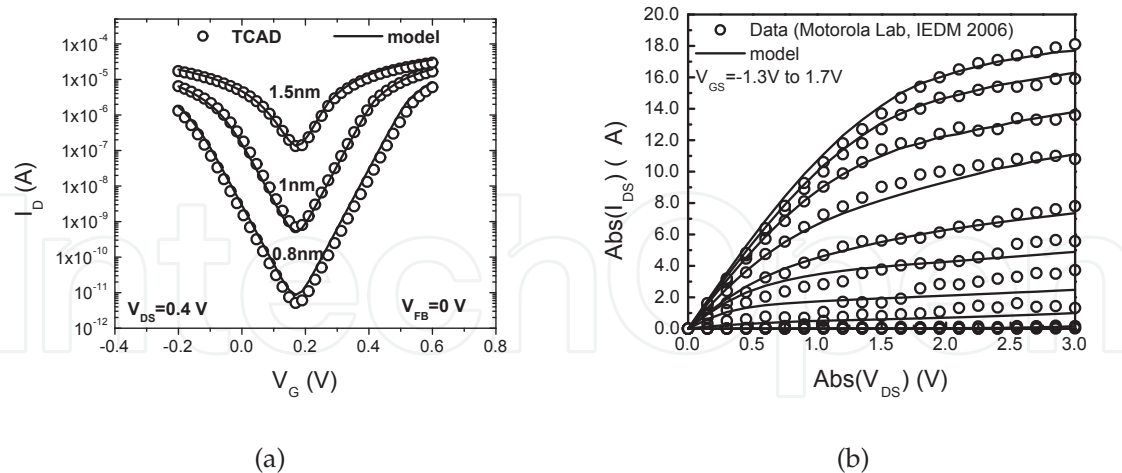 TCAD model
1x10⁻⁴
1x10⁻⁵
1x10⁻⁶
1x10⁻⁷
1x10⁻⁸
1x10⁻⁹
1x10⁻¹⁰
1x10⁻¹¹
1x10⁻¹²
I_D (A)
1.5nm
1nm
0.8nm
V_DS=0.4 V V_FB=0 V
-0.4 -0.2 0.0 0.2 0.4 0.6 0.8
V_G (V)
(a)
Data (Motorola Lab, IEDM 2006)
model
V_GS=-1.3V to 1.7V
20.0
18.0
16.0
14.0
12.0
10.0
8.0
6.0
4.0
2.0
0.0
Abs(I_DS) ( A)
0.0 0.5 1.0 1.5 2.0 2.5 3.0
Abs(V_DS) (V)
(b)
IntechOpen